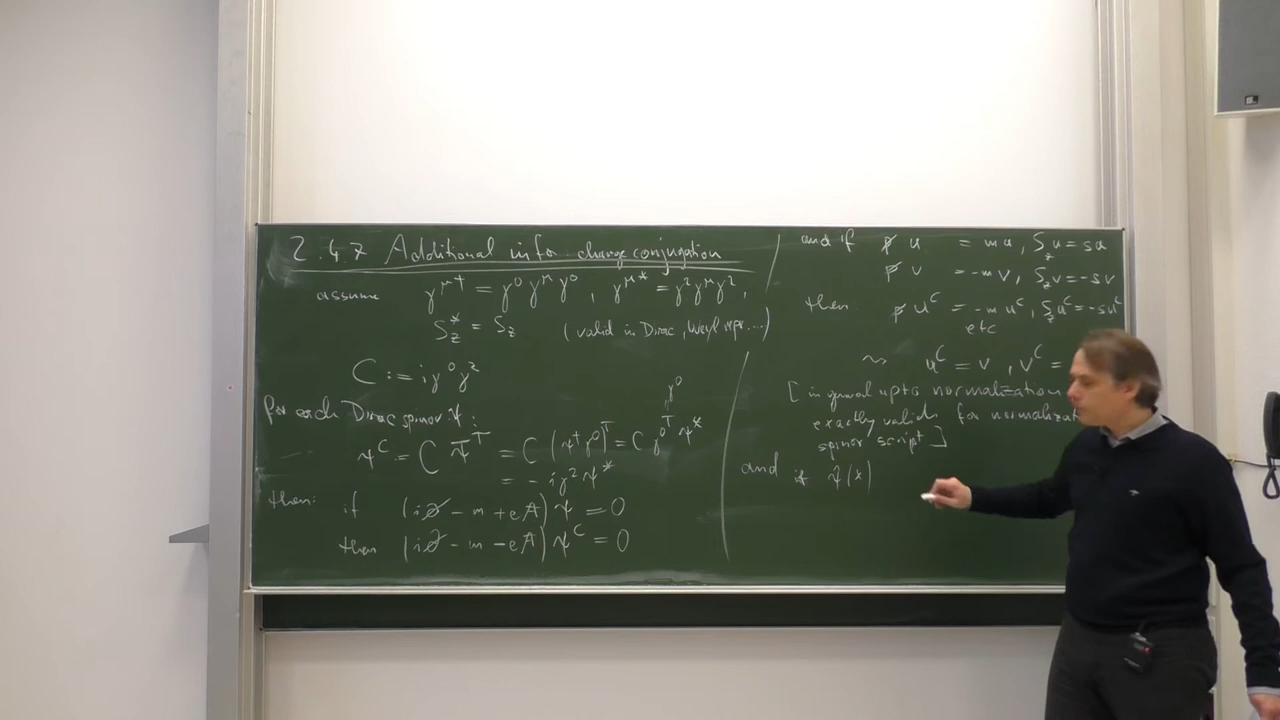 2.4.7 Additional info: charge conjugation
assume γ^μ† = γ^0 γ^μ γ^0 , γ^μ* = γ^2 γ^μ γ^2 ,
S_z^* = S_z (valid in Dirac, Weyl repr. ...)
C := iγ^0γ^2
For each Dirac spinor ψ:
ψ^C := C ψ̄^T = C (ψ^† γ^0)^T = C γ^0^T ψ^*
γ^0
= - iγ^2 ψ^*
then: if (i∂̸ - m + eA̸) ψ = 0
then (i∂̸ - m - eA̸) ψ^C = 0
and if p̸ u = m u , S_z u = s u
p̸ v = -m v , S_z v = -s v
then p̸ u^C = -m u^C , S_z u^C = -s u^C
etc
⇝ u^C = v , v^C =
[ in general up to normalization
exactly valid for normalizat
spinor script ]
and if ψ̂(x)